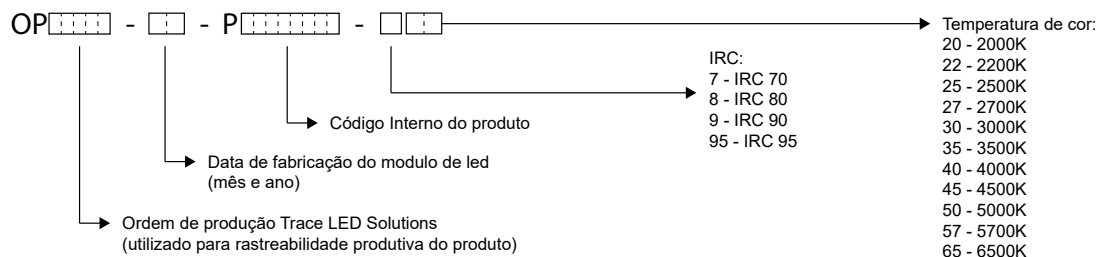 OP - - P -
Temperatura de cor:
20 - 2000K
22 - 2200K
25 - 2500K
27 - 2700K
30 - 3000K
35 - 3500K
40 - 4000K
45 - 4500K
50 - 5000K
57 - 5700K
65 - 6500K
IRC:
7 - IRC 70
8 - IRC 80
9 - IRC 90
95 - IRC 95
Código Interno do produto
Data de fabricação do modulo de led
(mês e ano)
Ordem de produção Trace LED Solutions
(utilizado para rastreabilidade produtiva do produto)